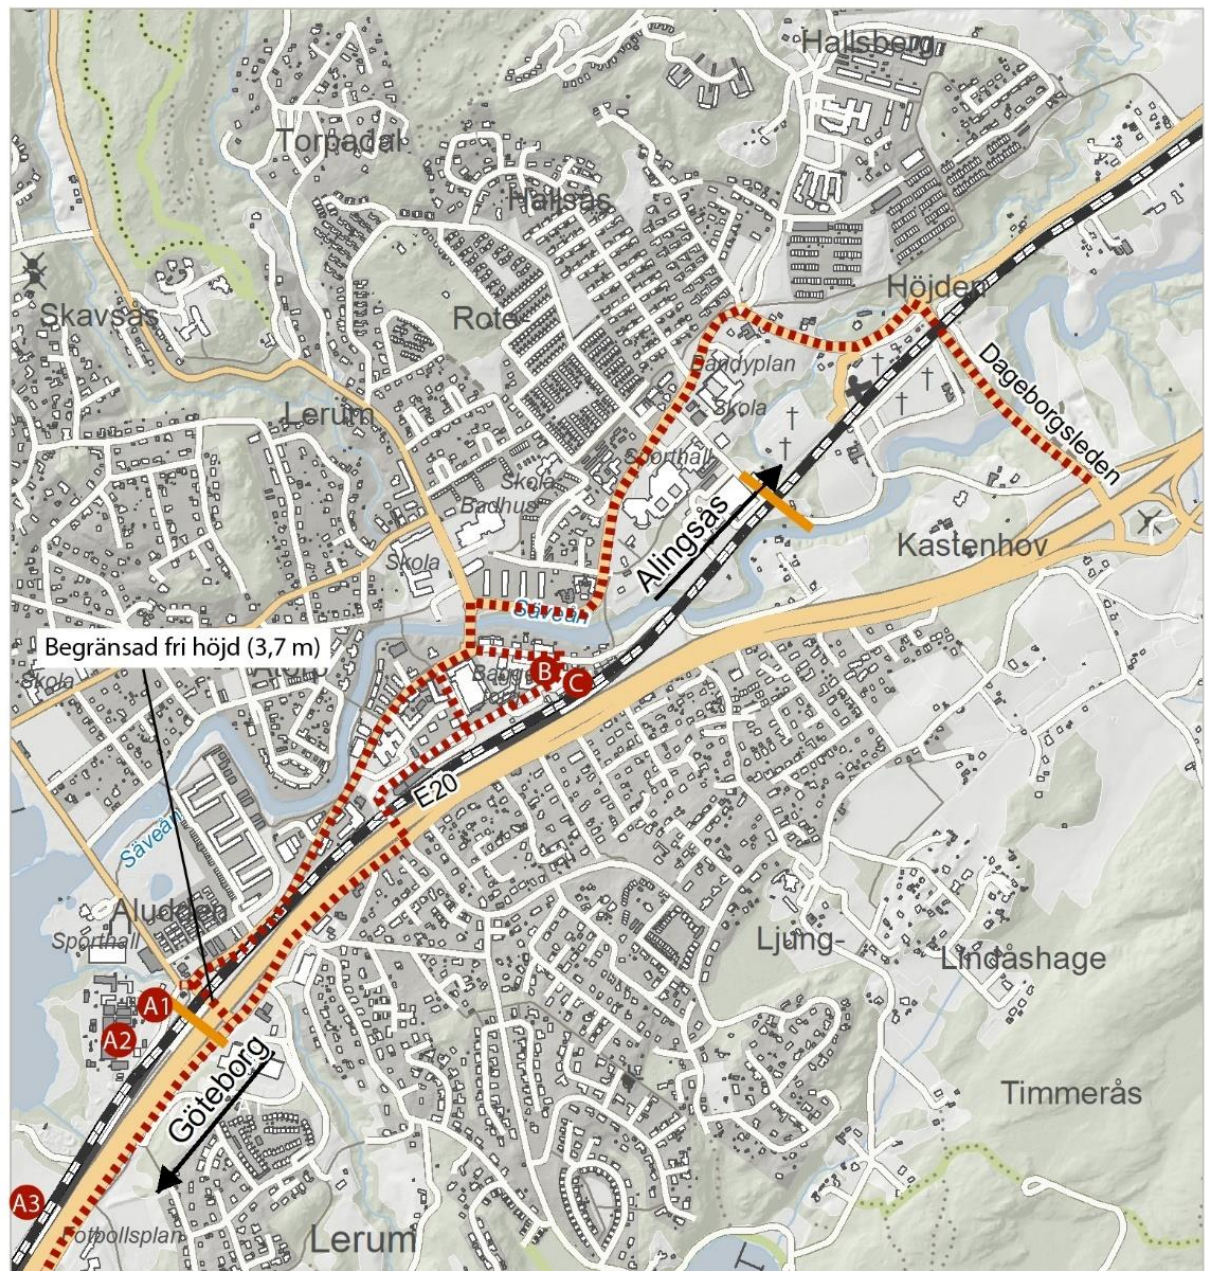 Hallsberg
Torpadal
Hallsås
Höjden
Skavsås
Rote-
Bandyplan
Dageborgsleden
Skola
Lerum
Sporthall
Skola
Badhus
Alingsås
Kastenhov
Skola
Säveån
Begränsad fri höjd (3,7 m)
Skola
B
C
E20
Säveån
Aludden
Sporthall
Ljung-
Lindåshage
A1
A2
Göteborg
Timmerås
A3
Fotbollsplan
Lerum